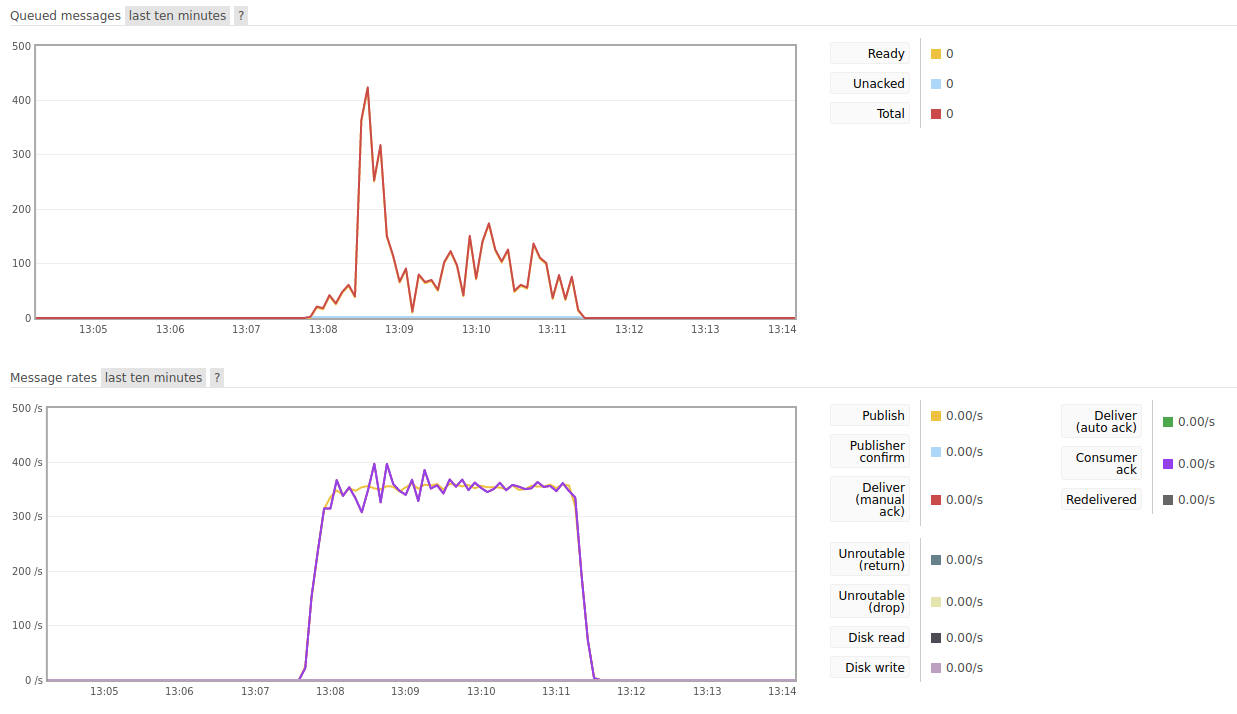 Queued messages last ten minutes ?
500
400
300
200
100
0
13:05 13:06 13:07 13:08 13:09 13:10 13:11 13:12 13:13 13:14
Ready 0
Unacked 0
Total 0
Message rates last ten minutes ?
500 /s
400 /s
300 /s
200 /s
100 /s
0 /s
13:05 13:06 13:07 13:08 13:09 13:10 13:11 13:12 13:13 13:14
Publish 0.00/s
Publisher
confirm 0.00/s
Deliver
(manual
ack) 0.00/s
Deliver
(auto ack) 0.00/s
Consumer
ack 0.00/s
Redelivered 0.00/s
Unroutable
(return) 0.00/s
Unroutable
(drop) 0.00/s
Disk read 0.00/s
Disk write 0.00/s